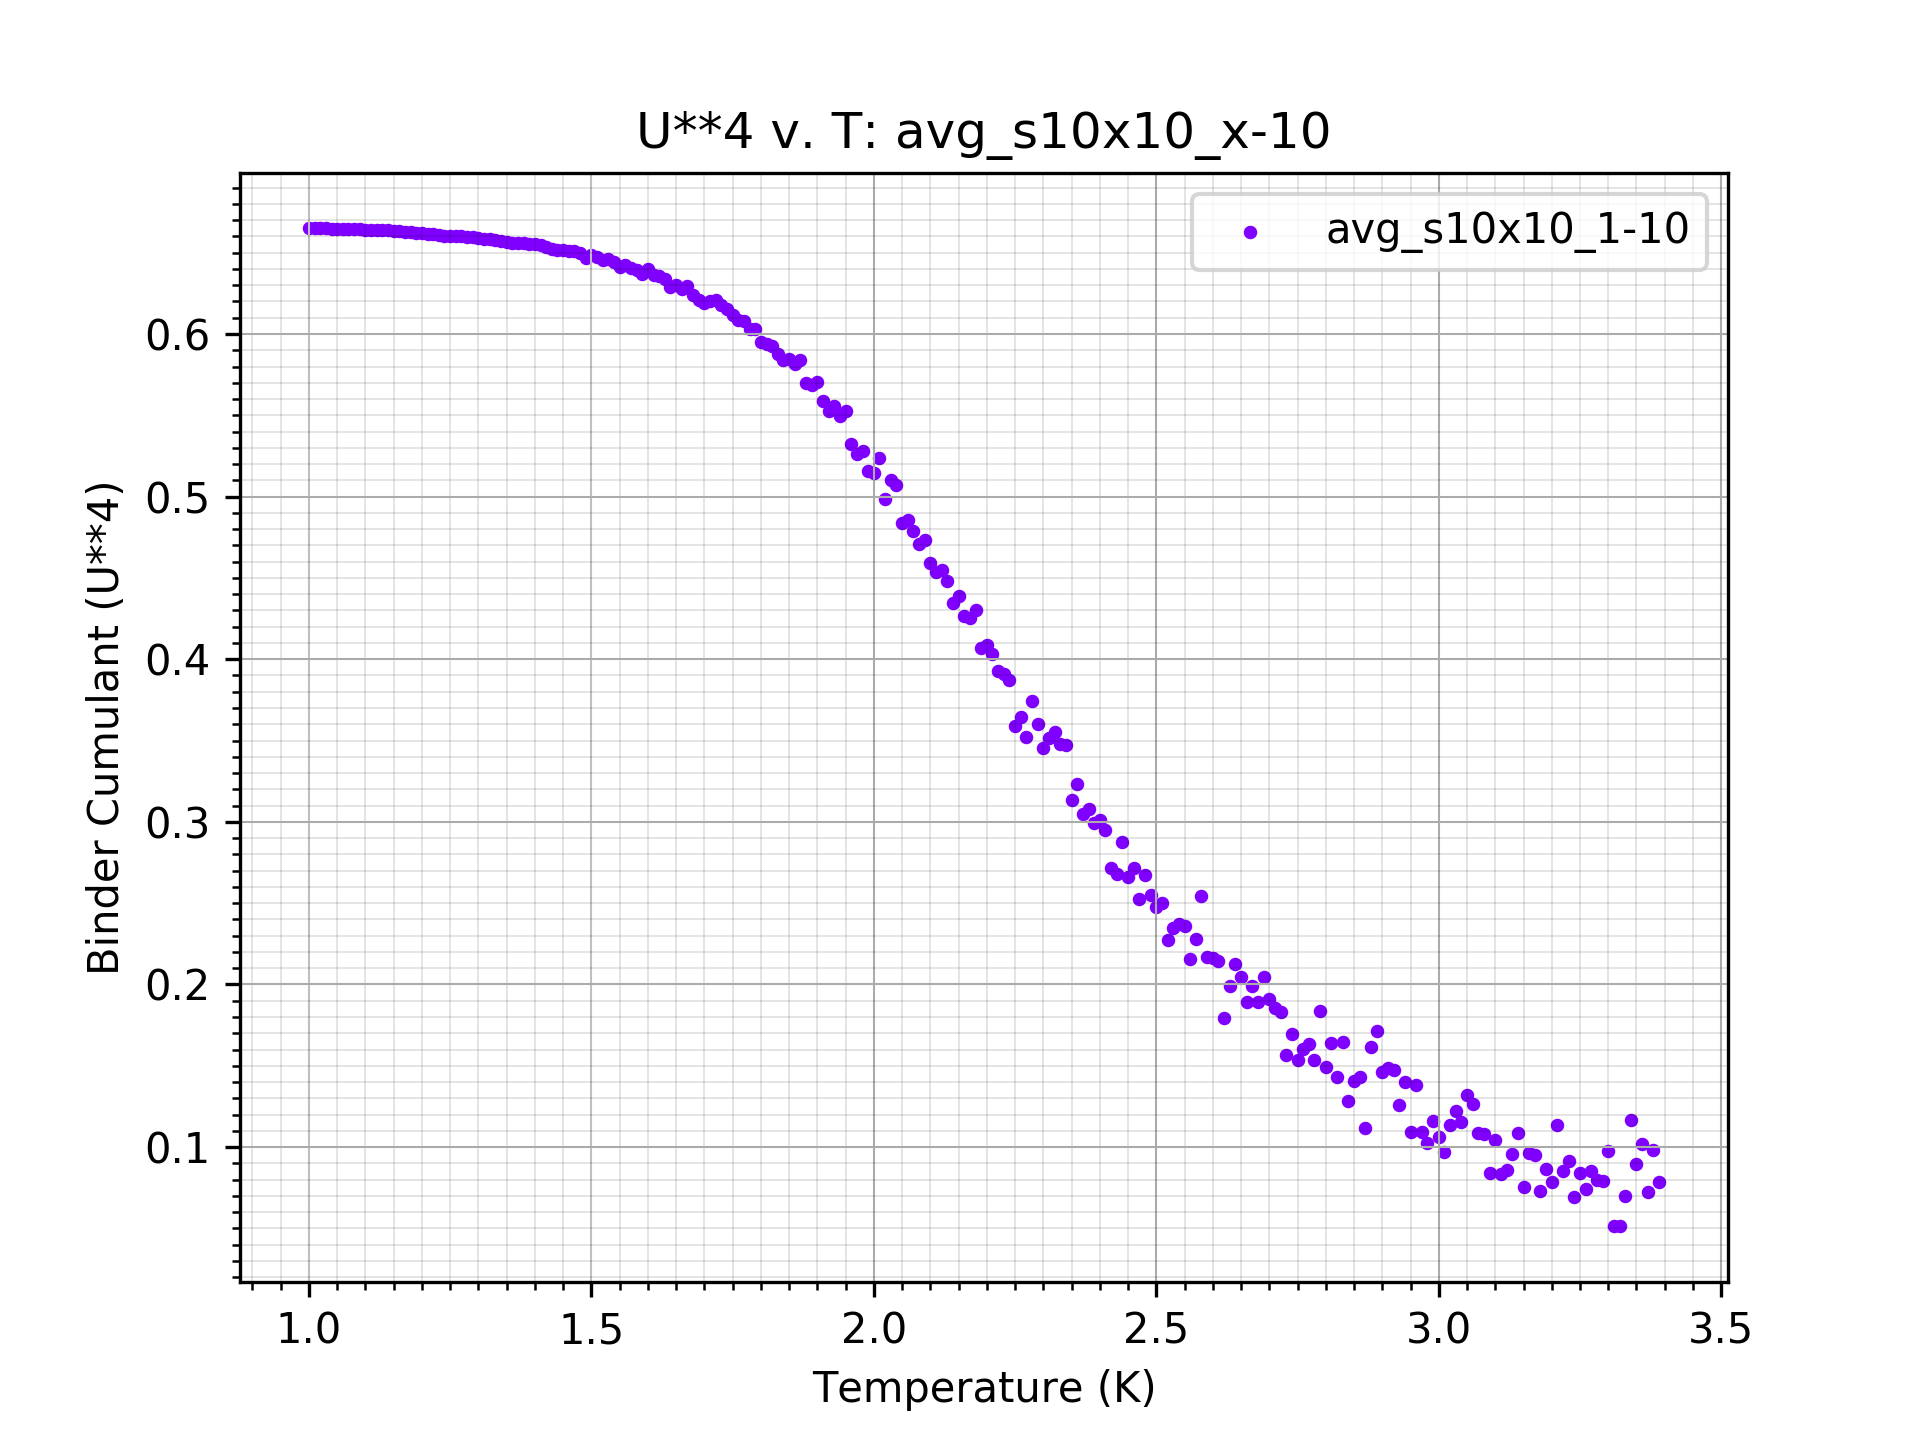 U**4 v. T: avg_s10x10_x-10
avg_s10x10_1-10
Binder Cumulant (U**4)
0.6
0.5
0.4
0.3
0.2
0.1
1.0 1.5 2.0 2.5 3.0 3.5
Temperature (K)